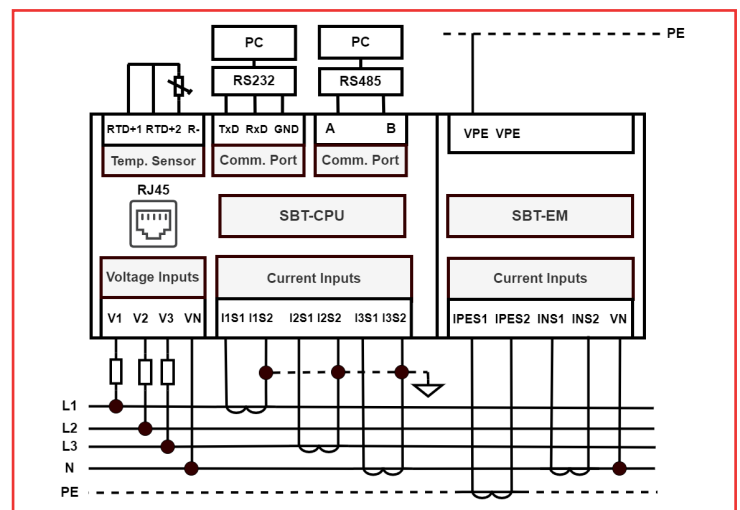 PC PC PE
RS232 RS485
RTD+1 RTD+2 R- TxD RxD GND A B VPE VPE
Temp. Sensor Comm. Port Comm. Port
RJ45
SBT-CPU SBT-EM
Voltage Inputs Current Inputs Current Inputs
V1 V2 V3 VN I1S1 I1S2 I2S1 I2S2 I3S1 I3S2 IPES1 IPES2 INS1 INS2 VN
L1
L2
L3
N
PE